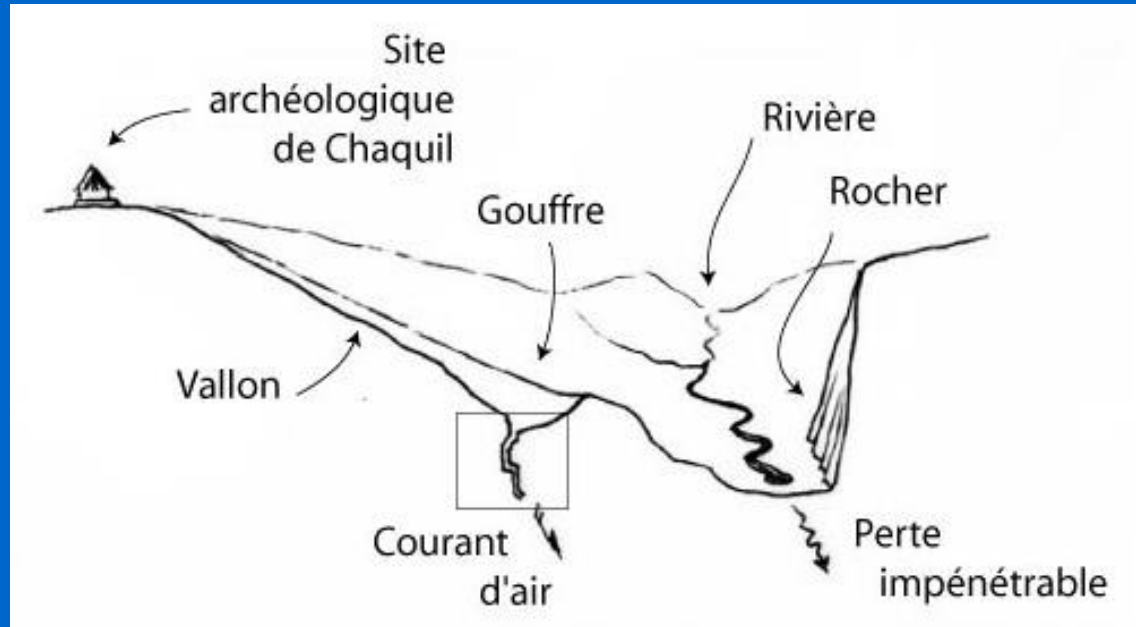 Site
archéologique
de Chaquil
Rivière
Rocher
Gouffre
Vallon
Courant
d'air
Perte
impénétrable